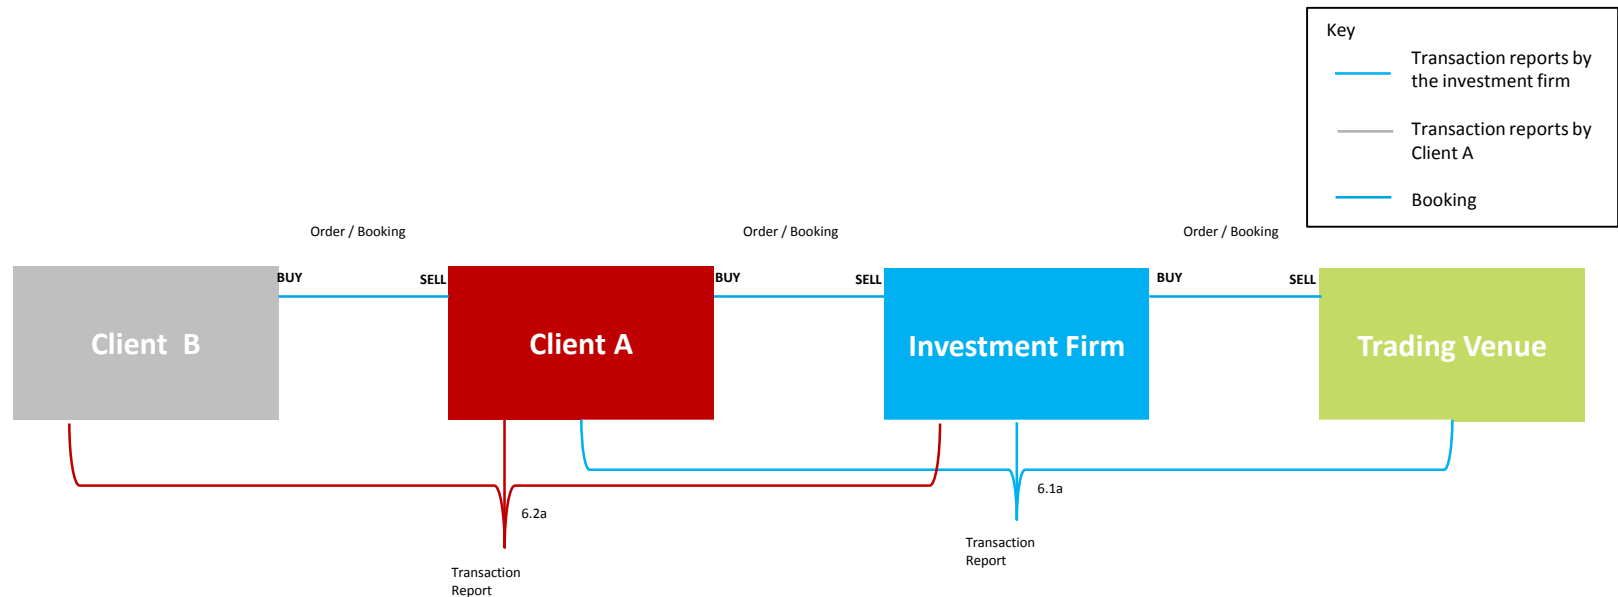 Key
Transaction reports by
the investment firm
Transaction reports by
Client A
Booking
Order / Booking
Order / Booking
Order / Booking
BUY
SELL
BUY
SELL
BUY
SELL
Client B
Client A
Investment Firm
Trading Venue
6.1a
6.2a
Transaction
Report
Transaction
Report